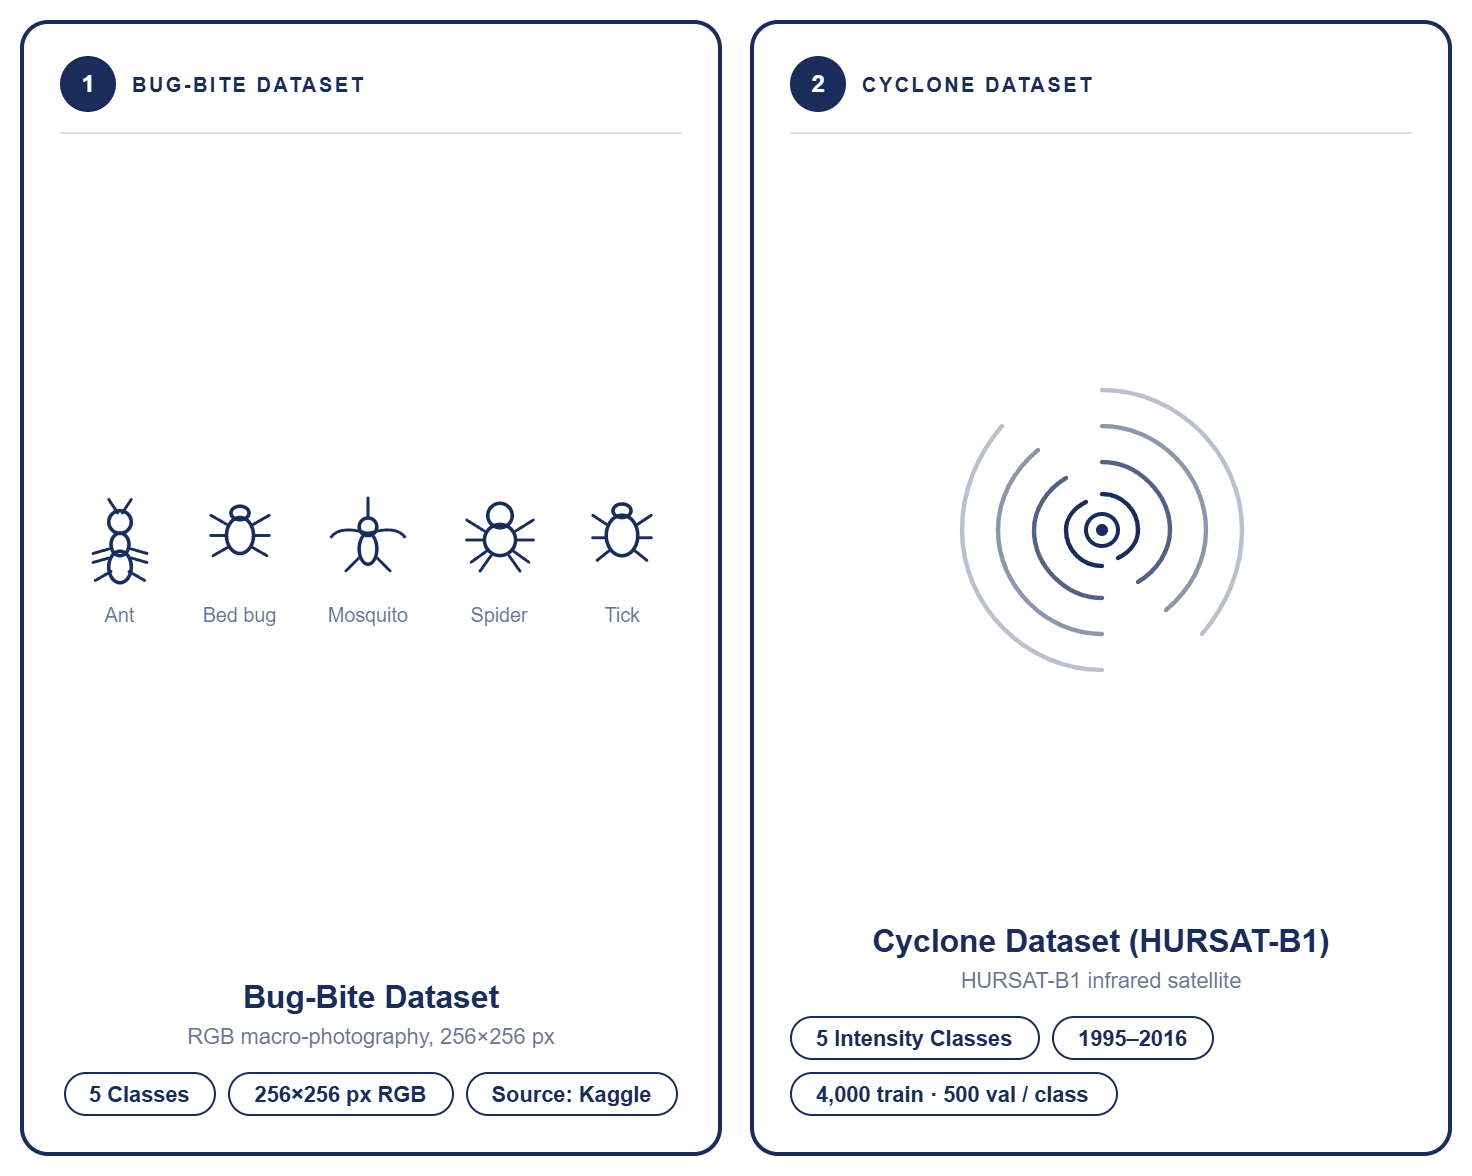 1 BUG-BITE DATASET
Ant Bed bug Mosquito Spider Tick
Bug-Bite Dataset
RGB macro-photography, 256×256 px
5 Classes 256×256 px RGB Source: Kaggle
2 CYCLONE DATASET
Cyclone Dataset (HURSAT-B1)
HURSAT-B1 infrared satellite
5 Intensity Classes 1995–2016
4,000 train · 500 val / class